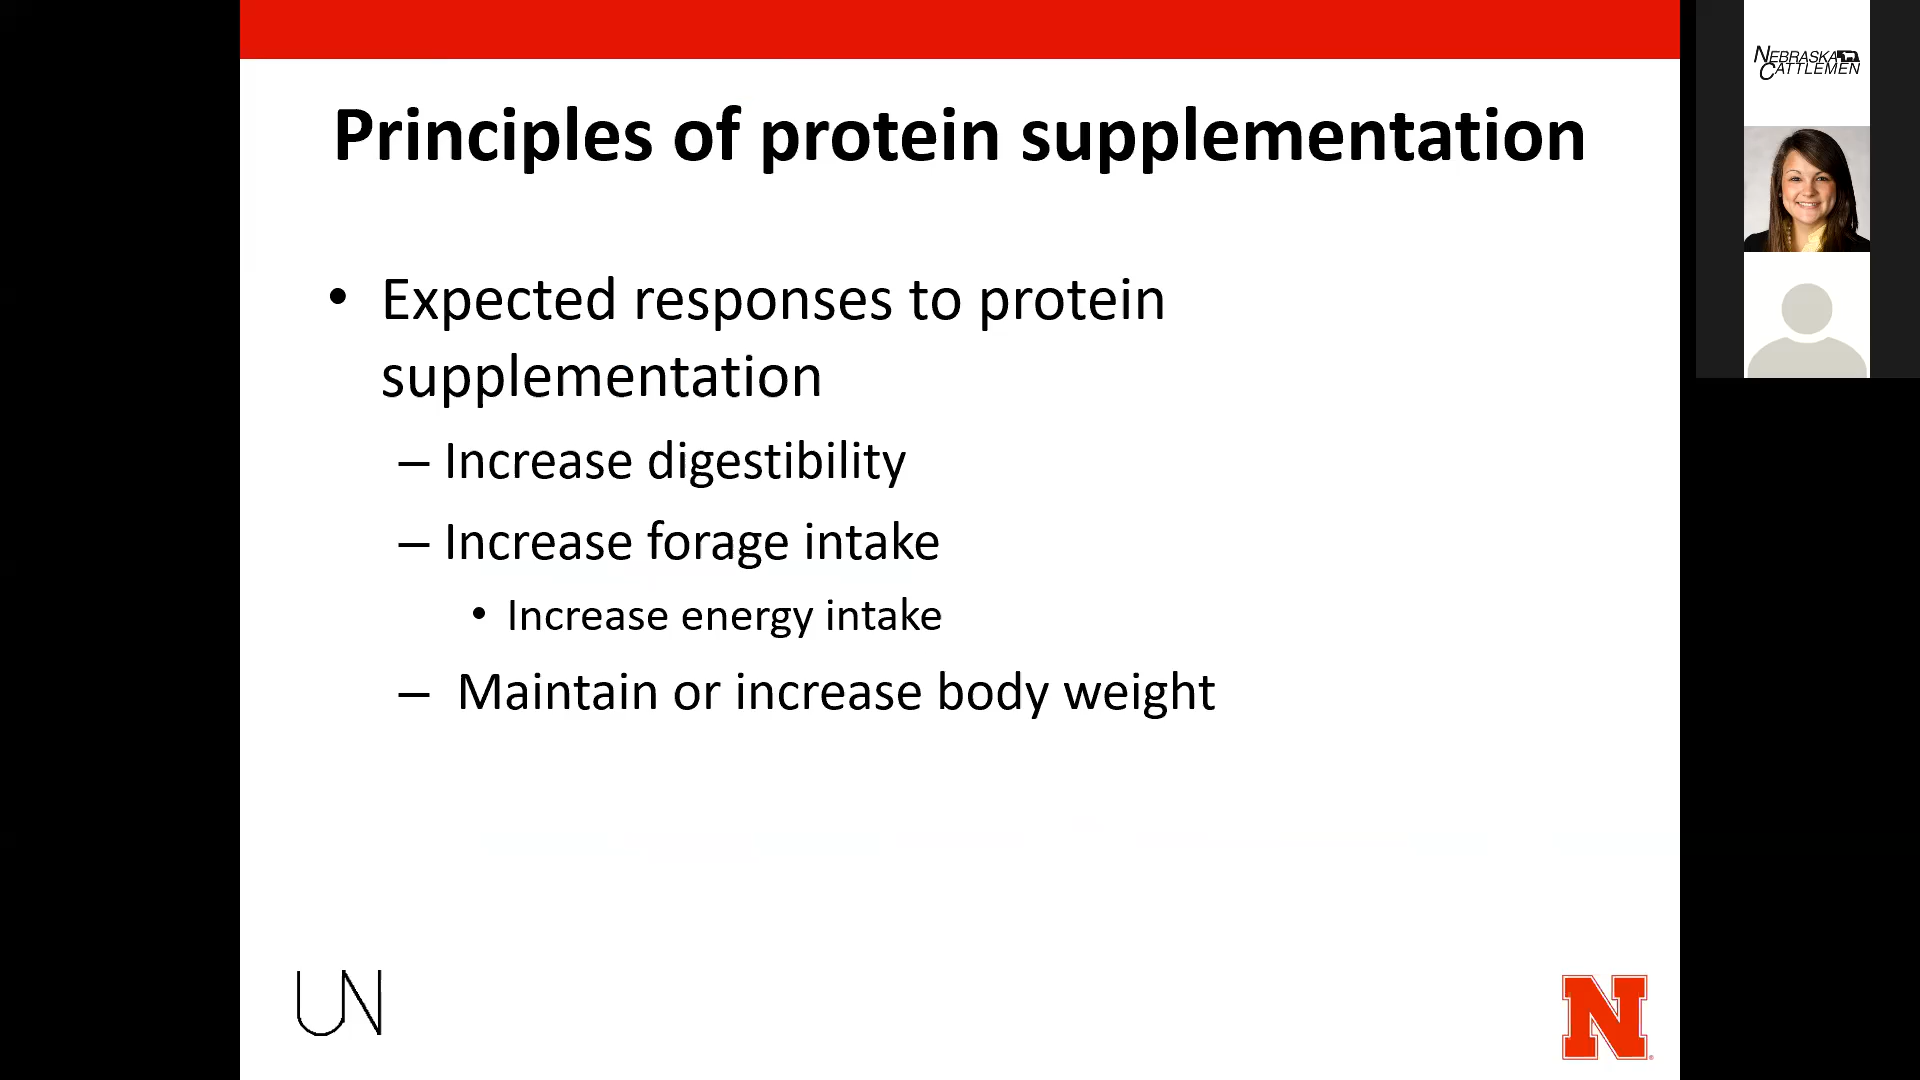 Principles of protein supplementation
• Expected responses to protein
supplementation
– Increase digestibility
– Increase forage intake
• Increase energy intake
– Maintain or increase body weight
UN
N
NEBRASKA
CATTLEMEN